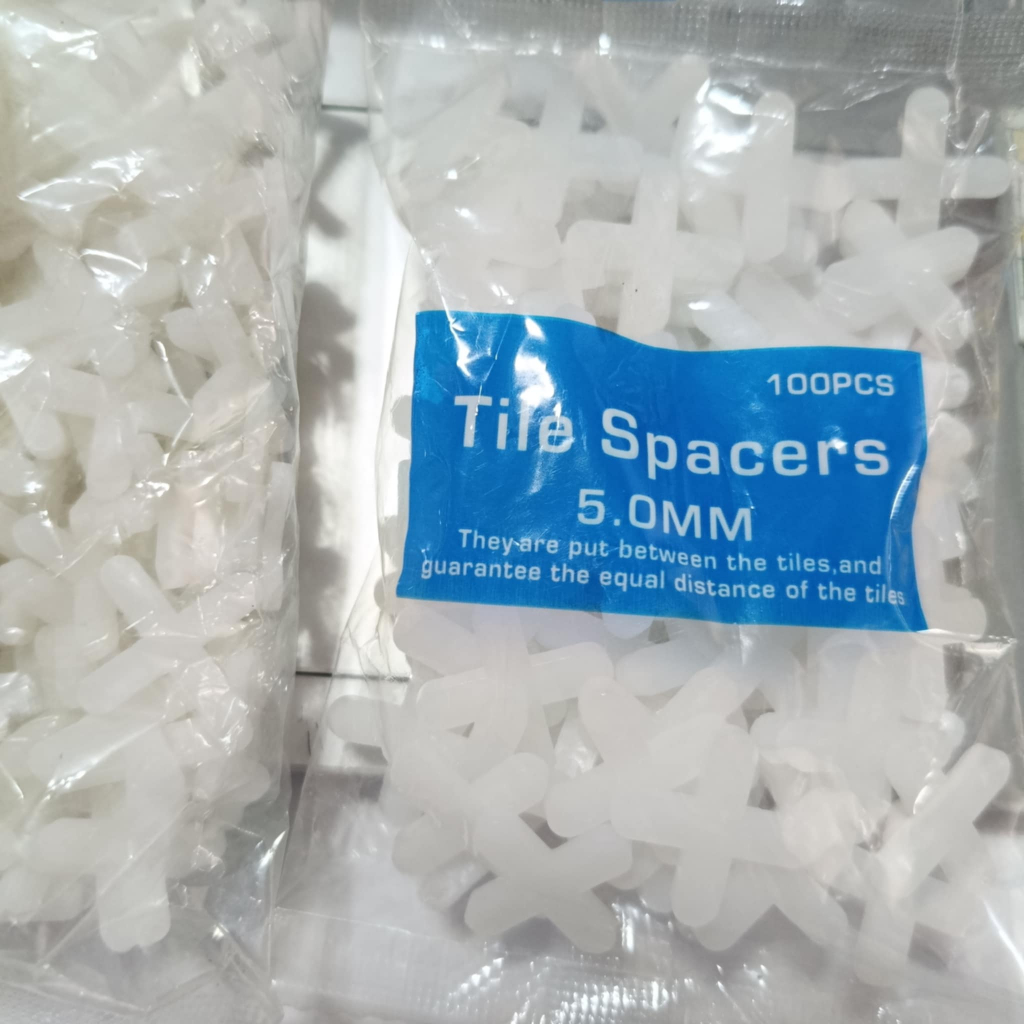 100PCS
Tile Spacers
5.0MM
They are put between the tiles,and
guarantee the equal distance of the tiles